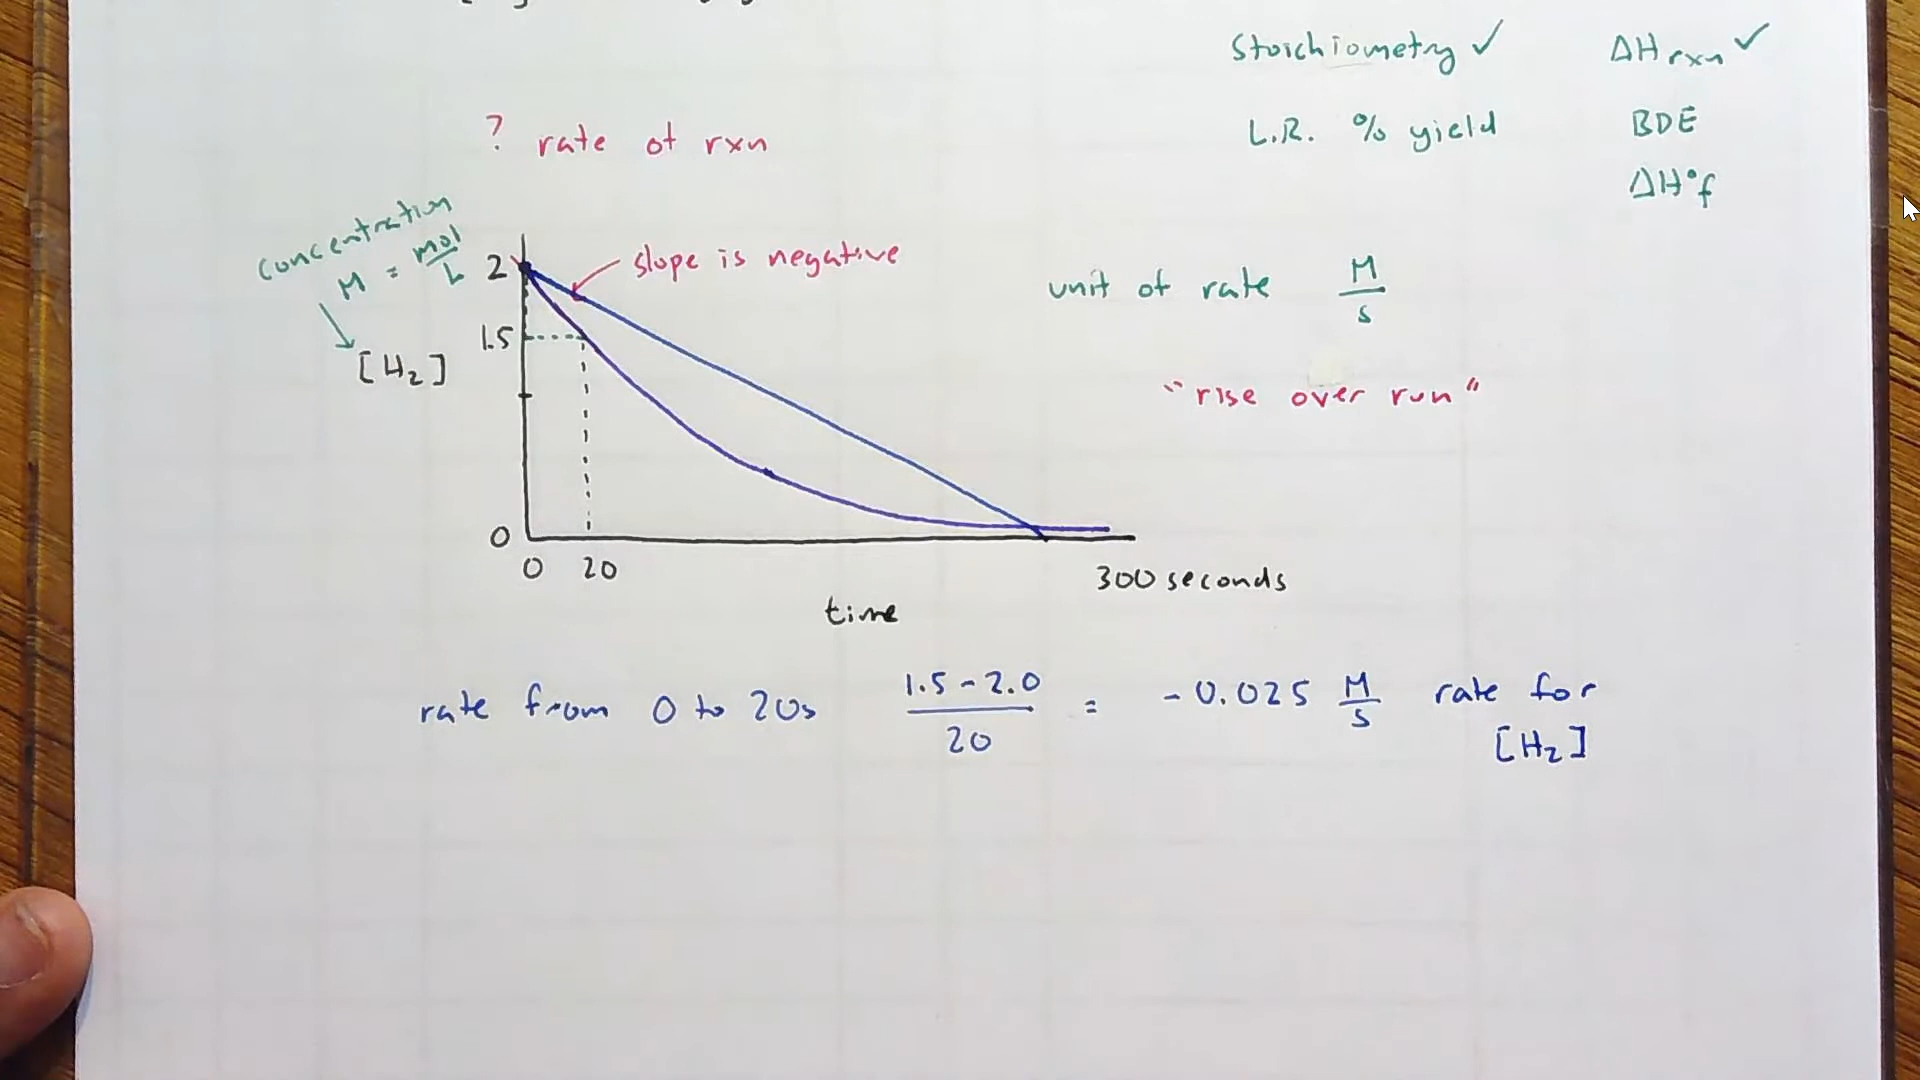 Stoichiometry ✓ ΔHrxn ✓
? rate of rxn
L.R. % yield BDE
ΔH°f
concentration
M = mol/L
2
slope is negative
unit of rate M/s
1.5
[H₂]
"rise over run"
0
0 20 300 seconds
time
rate from 0 to 20s 1.5-2.0/20 = -0.025 M/s rate for
[H₂]